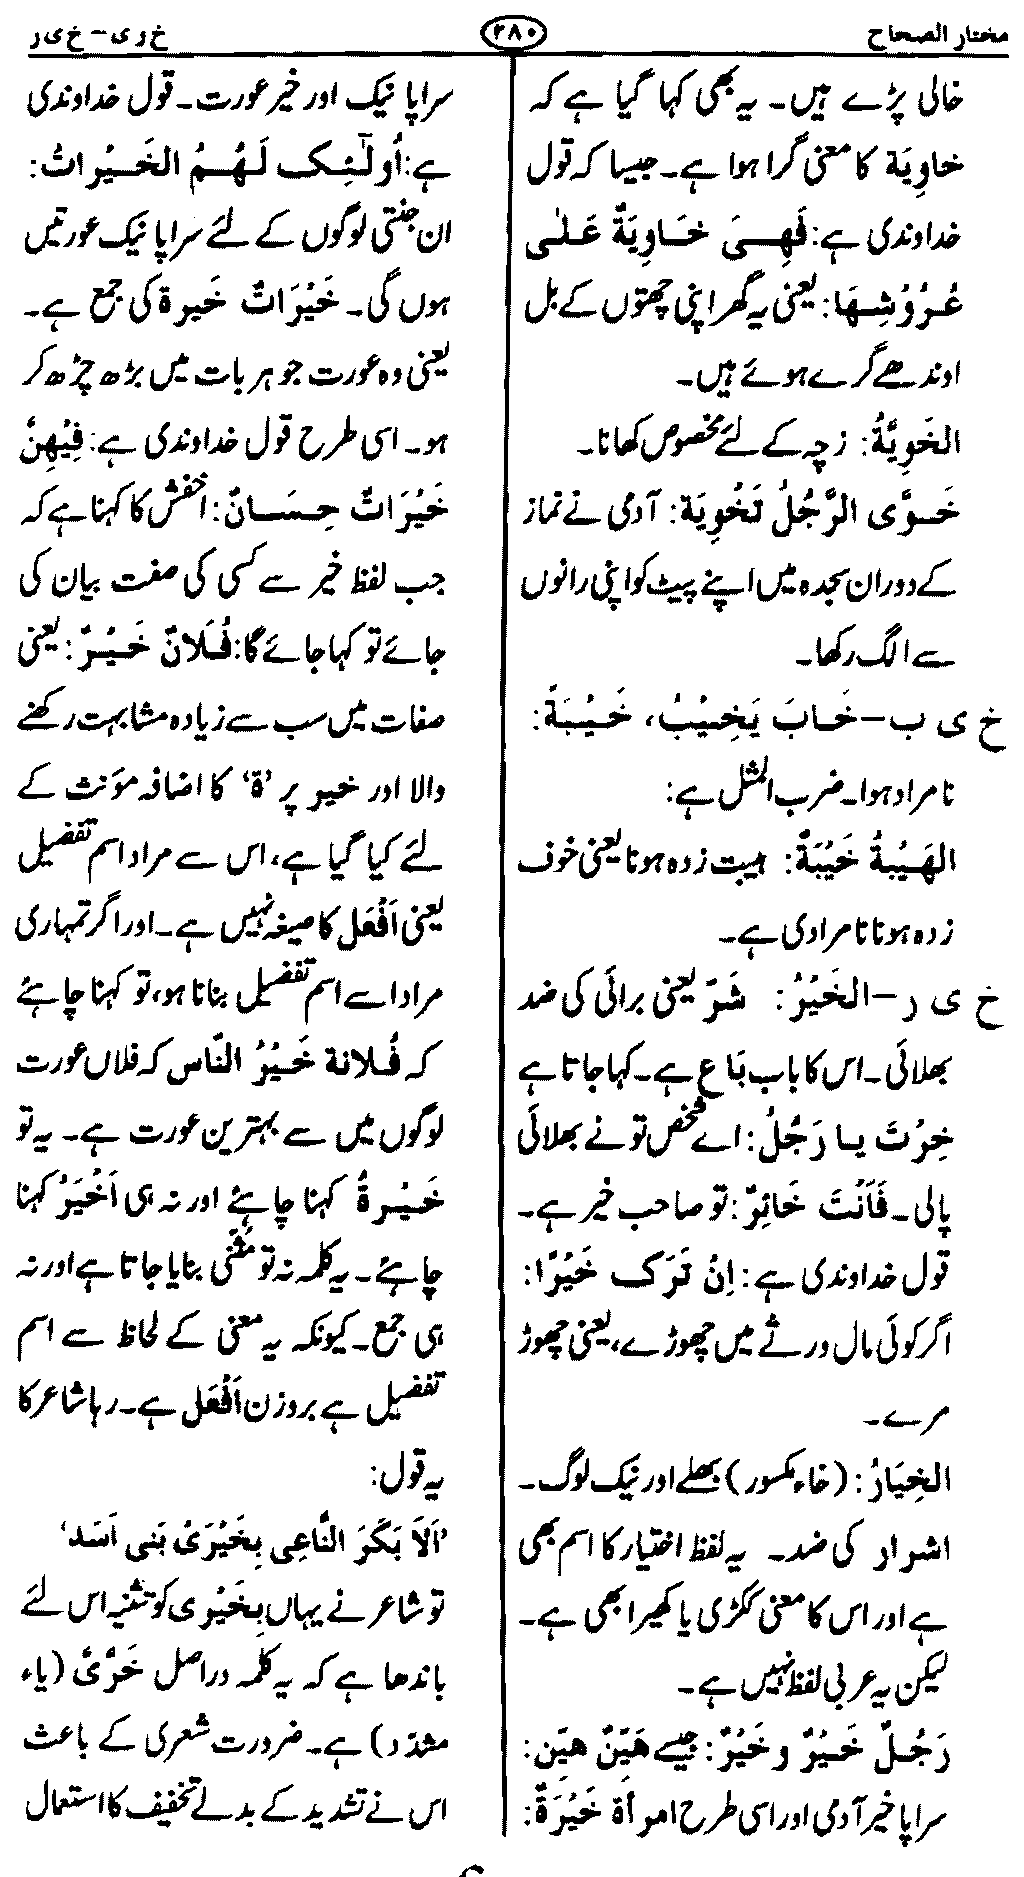 مختار الصحاح
۲۸۰
خ و ی – خ ی ر
خالی پڑے ہیں۔ یہ بھی کہا گیا ہے کہ
خاوِیَة کا معنی گرا ہوا ہے۔ جیسا کہ قول
خداوندی ہے: فَهِیَ خَاوِیَةٌ عَلٰی
عُرُوْشِهَا: یعنی یہ گھر اپنی چھتوں کے بل
اوندھے گرے ہوئے ہیں۔
الخَوِیَّةُ: زچہ کے لئے مخصوص کھانا۔
خَوَّی الرَّجُلُ تَخْوِیَة: آدمی نے نماز
کے دوران سجدہ میں اپنے پیٹ کو اپنی رانوں
سے الگ رکھا۔
خ ی ب – خَابَ یَخِیْبُ، خَیْبَةً:
نامراد ہوا۔ ضرب المثل ہے:
الهَیْبةُ خَیْبَةٌ: ہیبت زدہ ہونا یعنی خوف
زدہ ہونا نامرادی ہے۔
خ ی ر – الخَیْرُ: شَرّ یعنی برائی کی ضد
بھلائی۔ اس کا باب بَاعَ ہے۔ کہا جاتا ہے
خِرْتَ یا رَجُلُ: اے شخص تو نے بھلائی
پالی۔ فَأَنْتَ خَائِرٌ: تو صاحب خیر ہے۔
قول خداوندی ہے: اِنْ تَرَکَ خَیْرًا:
اگر کوئی مال ورثے میں چھوڑے، یعنی چھوڑ
مرے۔
الخِیَارُ: (خاء مکسور) بھلے اور نیک لوگ۔
اشرار کی ضد۔ یہ لفظ اختیار کا اسم بھی
ہے اور اس کا معنی ککڑی یا کھیرا بھی ہے۔
لیکن یہ عربی لفظ نہیں ہے۔
رَجُلٌ خَیْرٌ و خَیْرٌ: جیسے هَیِّنٌ هیّن:
سراپا خیر آدمی اور اسی طرح امرأة خَیْرَةٌ:
سراپا نیک اور خیر عورت۔ قول خداوندی
ہے: اُولٰٓئِکَ لَهُمُ الخَیْراتُ:
ان جنتی لوگوں کے لئے سراپا نیک عورتیں
ہوں گی۔ خَیْرَاتٌ خَیرة کی جمع ہے۔
یعنی وہ عورت جو ہر بات میں بڑھ چڑھ کر
ہو۔ اسی طرح قول خداوندی ہے: فِیْهِنَّ
خَیْرَاتٌ حِسَانٌ: اخفش کا کہنا ہے کہ
جب لفظ خیر سے کسی کی صفت بیان کی
جائے تو کہا جائے گا: فُلَانٌ خَیْرٌ: یعنی
صفات میں سب سے زیادہ مشابہت رکھنے
والا اور خیر پر ’ة‘ کا اضافہ مؤنث کے
لئے کیا گیا ہے، اس سے مراد اسم تفضیل
یعنی اَفْعَل کا صیغہ نہیں ہے۔ اور اگر تمہاری
مراد اسے اسم تفضیل بنانا ہو، تو کہنا چاہئے
کہ فُلانة خَیْرُ النَّاس کہ فلاں عورت
لوگوں میں سے بہترین عورت ہے۔ یہ تو
خَیْرةُ کہنا چاہئے اور نہ ہی اَخْیَرُ کہنا
چاہئے۔ یہ کلمہ نہ تو مُثَنّٰی بنایا جاتا ہے اور نہ
ہی جمع۔ کیونکہ یہ معنی کے لحاظ سے اسم
تفضیل ہے بروزن اَفْعَل ہے۔ رہا شاعر کا
یہ قول:
’اَلاَ بَکَرَ النَّاعِی بِخَیْرَیْ بَنِی اَسَد‘
تو شاعر نے یہاں بِخَیْرَی کو تثنیہ اس لئے
باندھا ہے کہ یہ کلمہ دراصل خَرَّیٌ (یاء
مشدّد) ہے۔ ضرورت شعری کے باعث
اس نے تشدید کے بدلے تخفیف کا استعمال